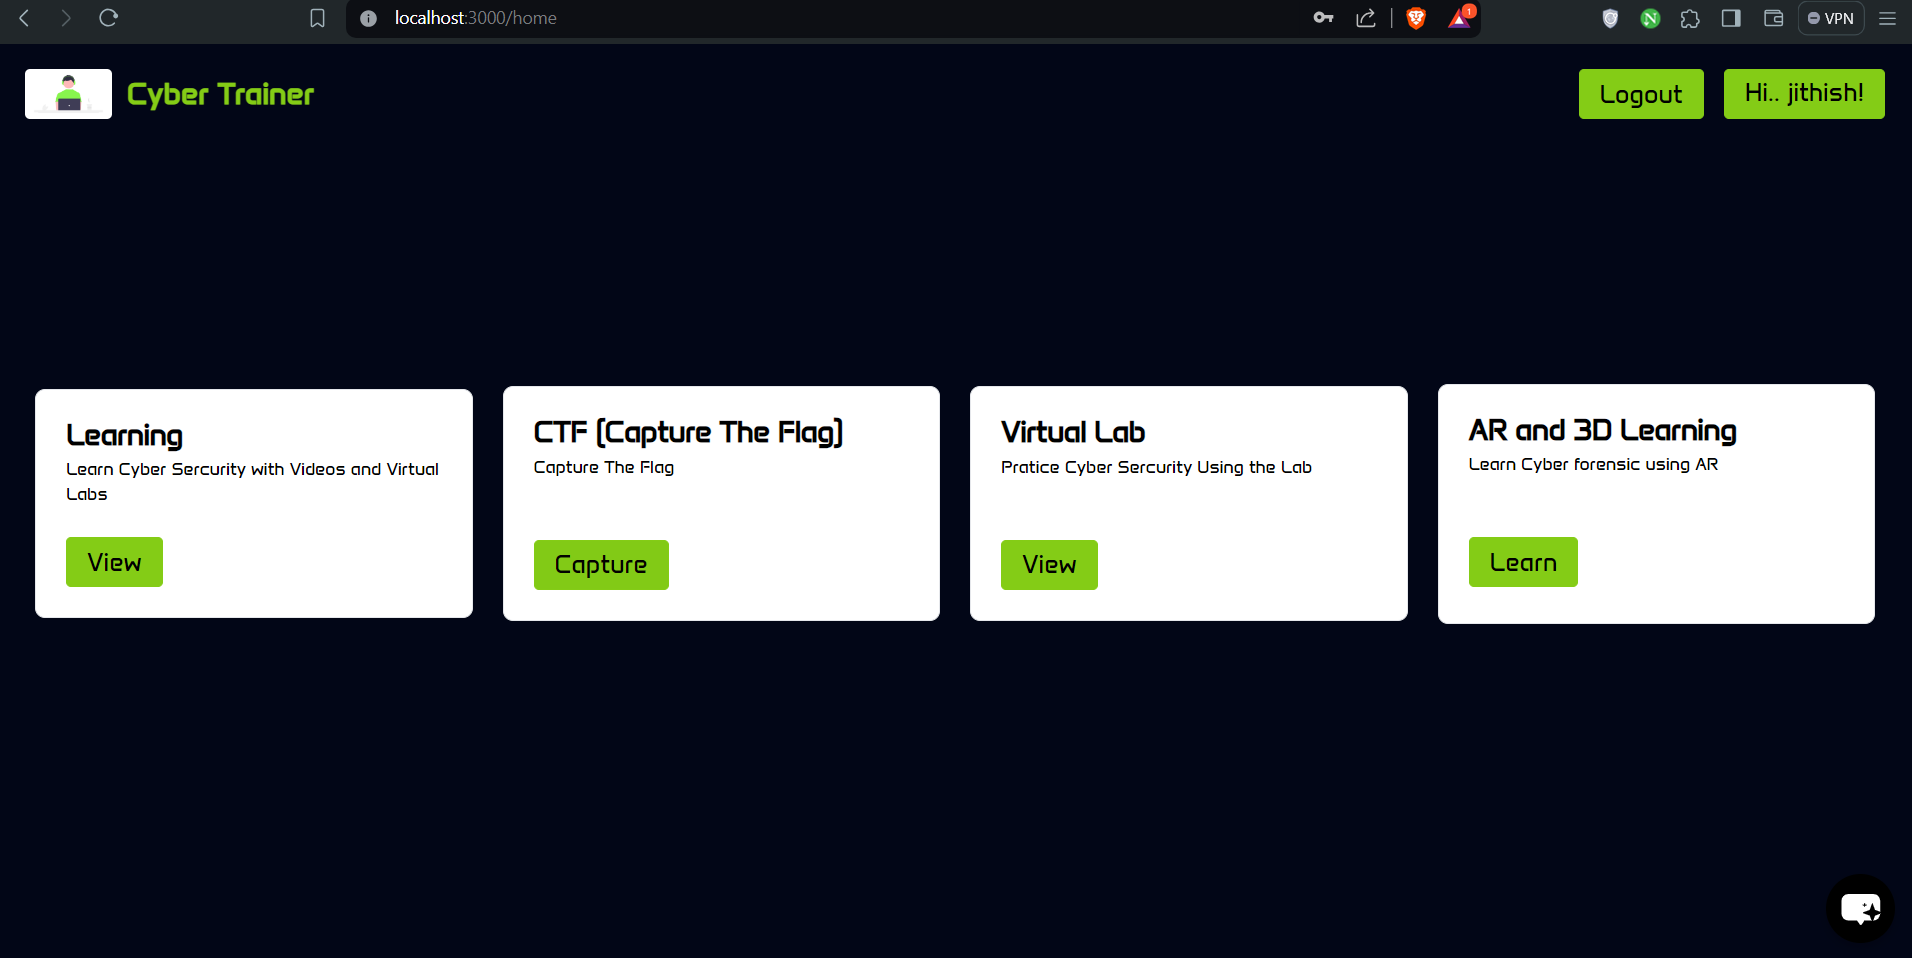 localhost:3000/home
1
N
VPN
Cyber Trainer
Logout
Hi.. jithish!
Learning
Learn Cyber Sercurity with Videos and Virtual
Labs
View
CTF (Capture The Flag)
Capture The Flag
Capture
Virtual Lab
Pratice Cyber Sercurity Using the Lab
View
AR and 3D Learning
Learn Cyber forensic using AR
Learn